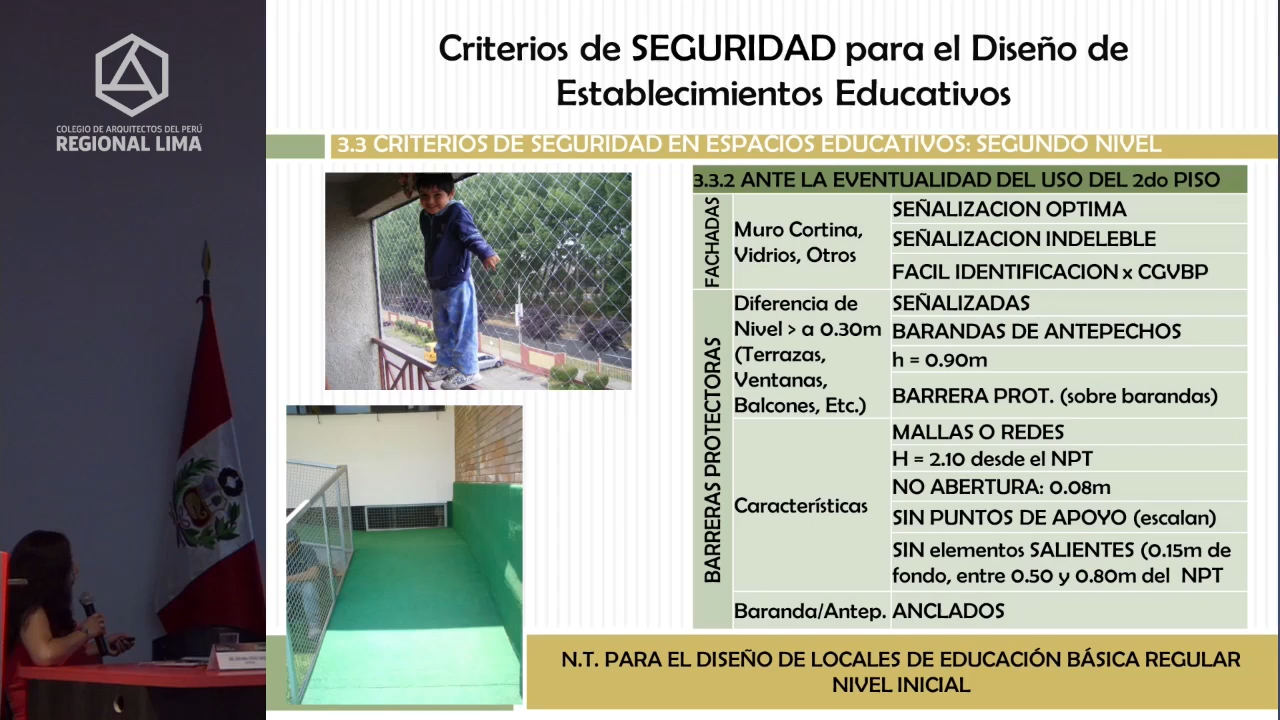 COLEGIO DE ARQUITECTOS DEL PERÚ
REGIONAL LIMA
Criterios de SEGURIDAD para el Diseño de
Establecimientos Educativos
3.3 CRITERIOS DE SEGURIDAD EN ESPACIOS EDUCATIVOS: SEGUNDO NIVEL
3.3.2 ANTE LA EVENTUALIDAD DEL USO DEL 2do PISO
FACHADAS
Muro Cortina,
Vidrios, Otros
SEÑALIZACION OPTIMA
SEÑALIZACION INDELEBLE
FACIL IDENTIFICACION x CGVBP
BARRERAS PROTECTORAS
Diferencia de
Nivel > a 0.30m
(Terrazas,
Ventanas,
Balcones, Etc.)
SEÑALIZADAS
BARANDAS DE ANTEPECHOS
h = 0.90m
BARRERA PROT. (sobre barandas)
Características
MALLAS O REDES
H = 2.10 desde el NPT
NO ABERTURA: 0.08m
SIN PUNTOS DE APOYO (escalan)
SIN elementos SALIENTES (0.15m de
fondo, entre 0.50 y 0.80m del NPT
Baranda/Antep.
ANCLADOS
N.T. PARA EL DISEÑO DE LOCALES DE EDUCACIÓN BÁSICA REGULAR
NIVEL INICIAL